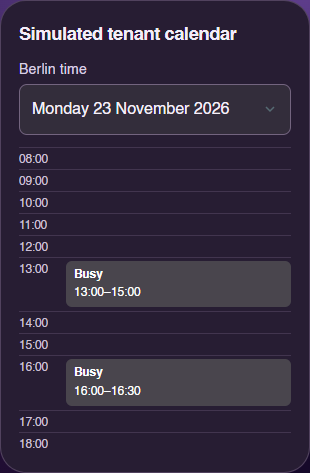 Simulated tenant calendar
Berlin time
Monday 23 November 2026
08:00
09:00
10:00
11:00
12:00
13:00
Busy
13:00–15:00
14:00
15:00
16:00
Busy
16:00–16:30
17:00
18:00